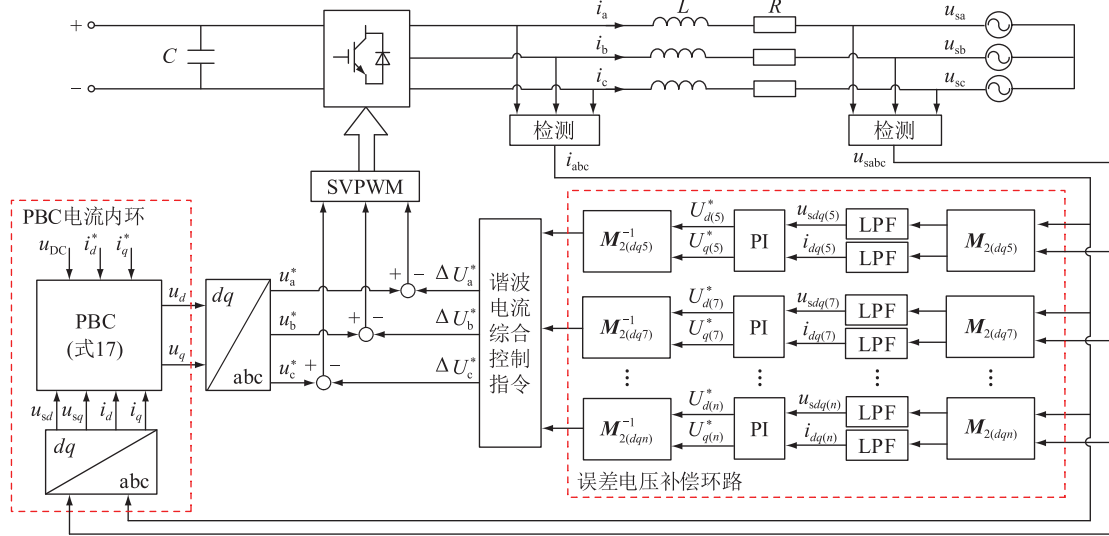 +
C
−
i_a
L
R
u_sa
i_b
u_sb
i_c
u_sc
检测
检测
i_abc
u_sabc
SVPWM
PBC电流内环
u_DC i_d^* i_q^*
PBC
(式17)
u_d
u_q
u_sd u_sq i_d i_q
dq
abc
dq
abc
u_a^*
+ −
ΔU_a^*
u_b^*
+ −
ΔU_b^*
u_c^*
+ −
ΔU_c^*
谐波
电流
综合
控制
指令
M_2(dq5)^−1
U_d(5)^*
U_q(5)^*
PI
u_sdq(5)
i_dq(5)
LPF
LPF
M_2(dq5)
M_2(dq7)^−1
U_d(7)^*
U_q(7)^*
PI
u_sdq(7)
i_dq(7)
LPF
LPF
M_2(dq7)
⋮ ⋮ ⋮ ⋮
M_2(dqn)^−1
U_d(n)^*
U_q(n)^*
PI
u_sdq(n)
i_dq(n)
LPF
LPF
M_2(dqn)
误差电压补偿环路